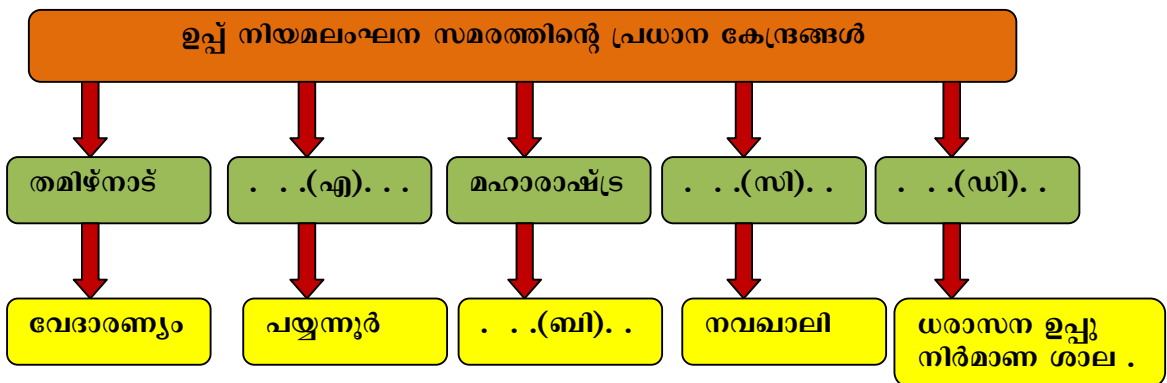 ഉപ്പ് നിയമലംഘന സമരത്തിന്റെ പ്രധാന കേന്ദ്രങ്ങൾ
തമിഴ്നാട്
. . .(എ). . .
മഹാരാഷ്ട്ര
. . .(സി). .
. . .(ഡി). .
വേദാരണ്യം
പയ്യന്നൂർ
. . .(ബി). .
നവഖാലി
ധരാസന ഉപ്പു
നിർമാണ ശാല .